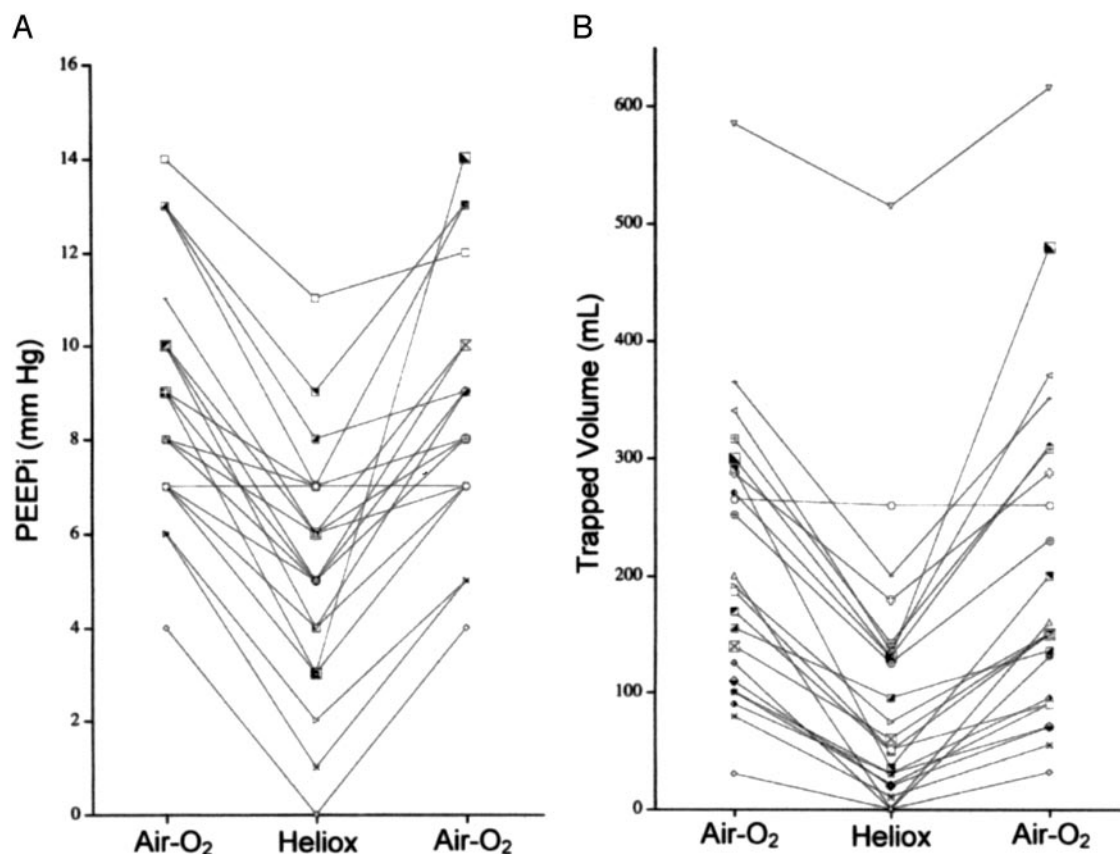 A
PEEPi (mm Hg)
16
14
12
10
8
6
4
2
0
Air-O₂ Heliox Air-O₂
B
Trapped Volume (mL)
600
500
400
300
200
100
0
Air-O₂ Heliox Air-O₂